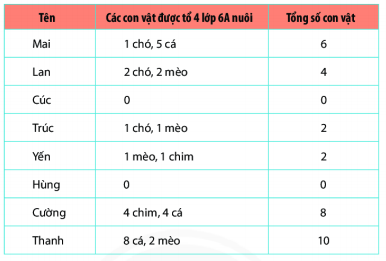 Tên Các con vật được tổ 4 lớp 6A nuôi Tổng số con vật
Mai 1 chó, 5 cá 6
Lan 2 chó, 2 mèo 4
Cúc 0 0
Trúc 1 chó, 1 mèo 2
Yến 1 mèo, 1 chim 2
Hùng 0 0
Cường 4 chim, 4 cá 8
Thanh 8 cá, 2 mèo 10